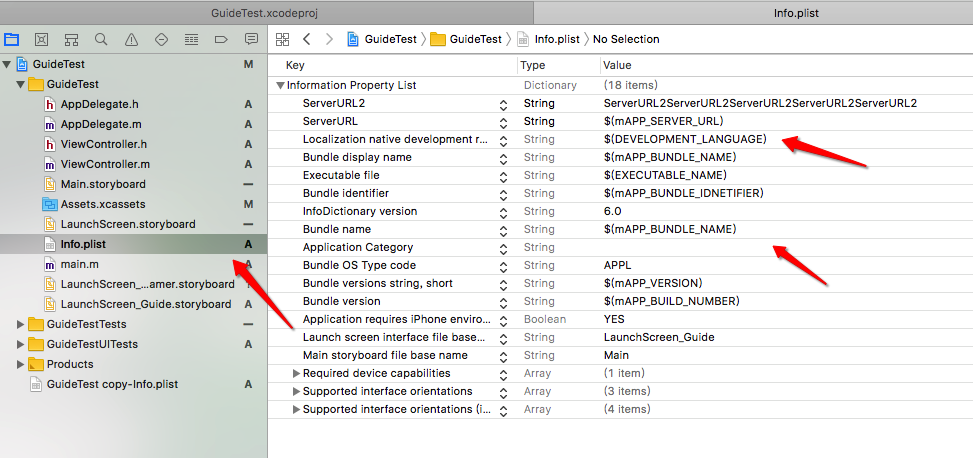 GuideTest.xcodeproj
Info.plist
GuideTest
GuideTest
Info.plist
No Selection
GuideTest M
GuideTest
AppDelegate.h A
AppDelegate.m A
ViewController.h A
ViewController.m A
Main.storyboard
Assets.xcassets M
LaunchScreen.storyboard
Info.plist A
main.m A
LaunchScreen_...amer.storyboard
LaunchScreen_Guide.storyboard A
GuideTestTests
GuideTestUITests A
Products
GuideTest copy-Info.plist A
Key Type Value
Information Property List Dictionary (18 items)
ServerURL2 String ServerURL2ServerURL2ServerURL2ServerURL2ServerURL2
ServerURL String $(mAPP_SERVER_URL)
Localization native development r... String $(DEVELOPMENT_LANGUAGE)
Bundle display name String $(mAPP_BUNDLE_NAME)
Executable file String $(EXECUTABLE_NAME)
Bundle identifier String $(mAPP_BUNDLE_IDNETIFIER)
InfoDictionary version String 6.0
Bundle name String $(mAPP_BUNDLE_NAME)
Application Category String
Bundle OS Type code String APPL
Bundle versions string, short String $(mAPP_VERSION)
Bundle version String $(mAPP_BUILD_NUMBER)
Application requires iPhone enviro... Boolean YES
Launch screen interface file base... String LaunchScreen_Guide
Main storyboard file base name String Main
Required device capabilities Array (1 item)
Supported interface orientations Array (3 items)
Supported interface orientations (i... Array (4 items)